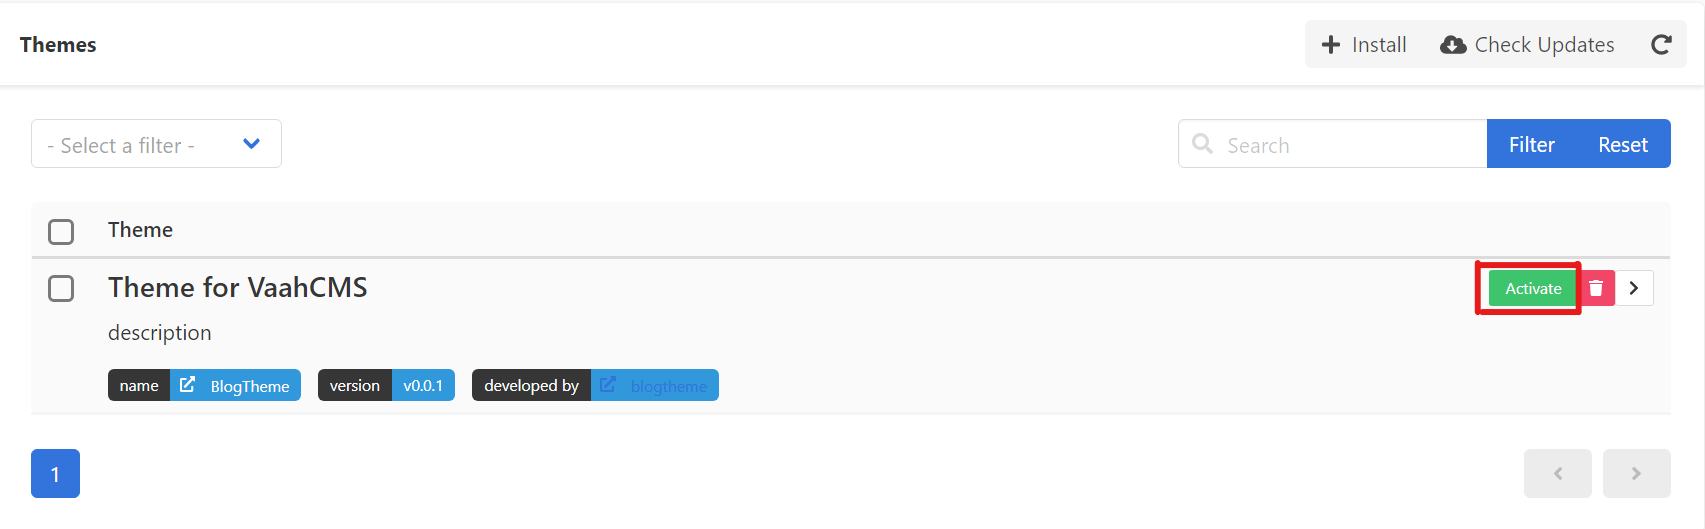 Themes
Install
Check Updates
- Select a filter -
Search
Filter
Reset
Theme
Theme for VaahCMS
Activate
description
name BlogTheme version v0.0.1 developed by blogtheme
1